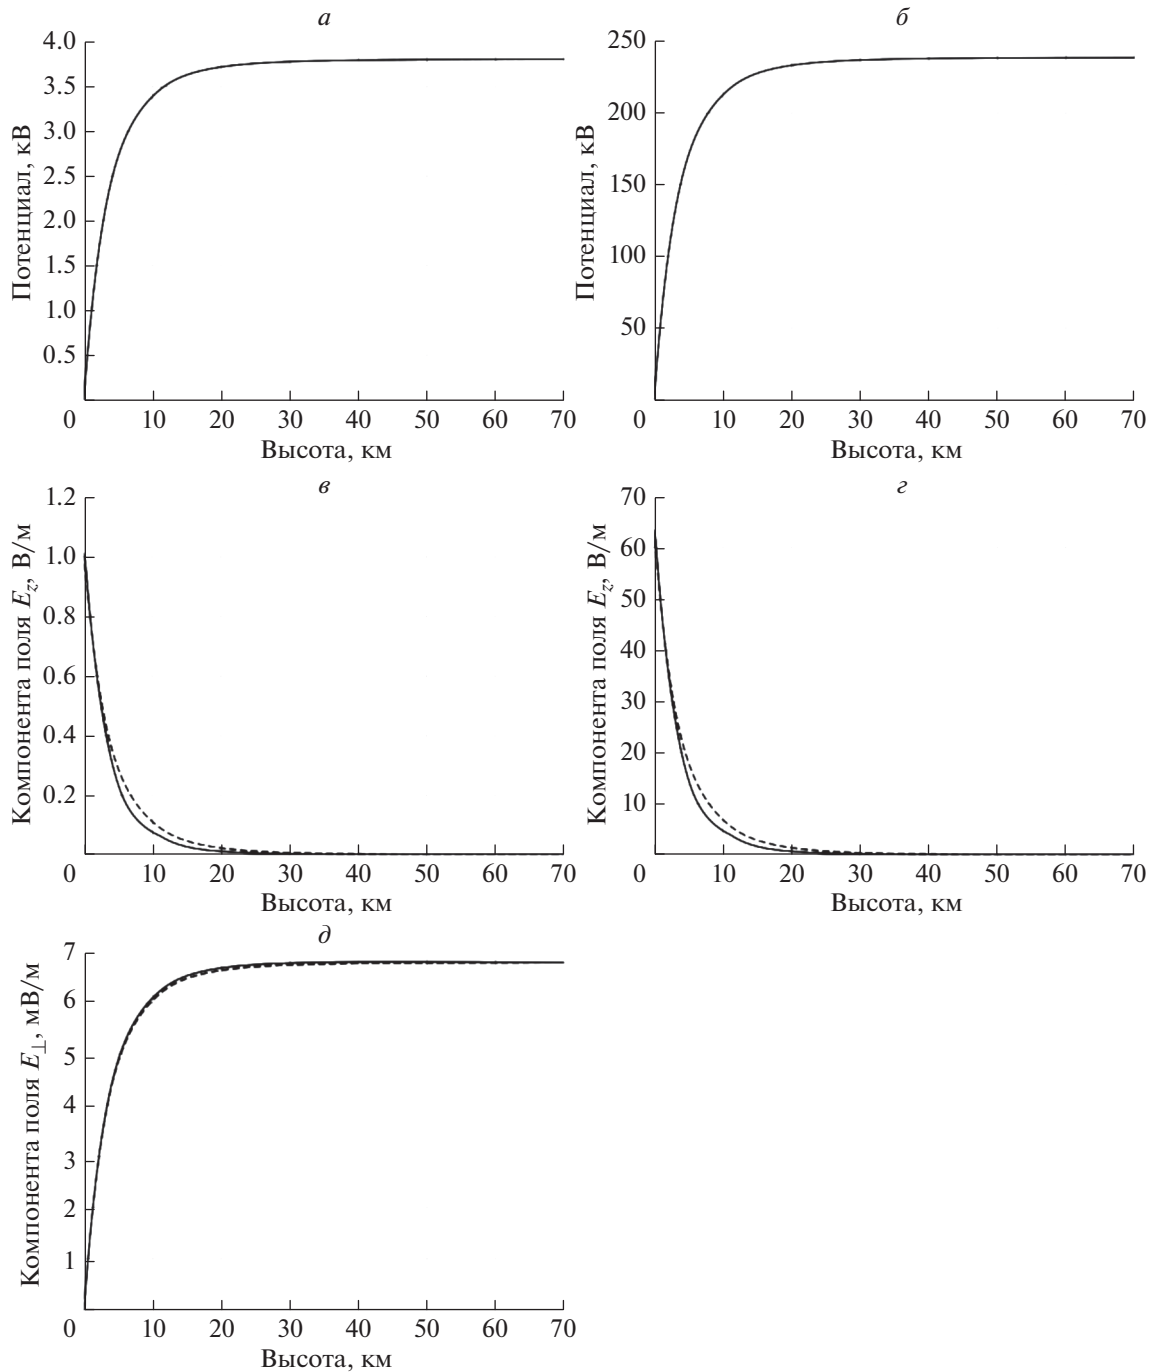 а
4.0
3.5
3.0
2.5
2.0
1.5
1.0
0.5
0 10 20 30 40 50 60 70
Потенциал, кВ
Высота, км
б
250
200
150
100
50
0 10 20 30 40 50 60 70
Потенциал, кВ
Высота, км
в
1.2
1.0
0.8
0.6
0.4
0.2
0 10 20 30 40 50 60 70
Компонента поля E_z, В/м
Высота, км
г
70
60
50
40
30
20
10
0 10 20 30 40 50 60 70
Компонента поля E_z, В/м
Высота, км
д
7
6
5
4
3
2
1
0 10 20 30 40 50 60 70
Компонента поля E_⊥, мВ/м
Высота, км